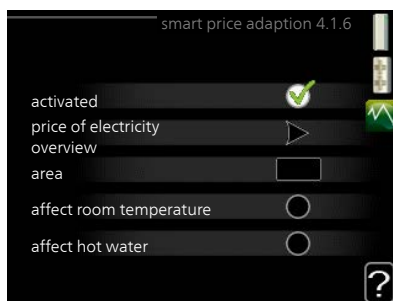 smart price adaption 4.1.6
activated
price of electricity
overview
area
affect room temperature
affect hot water
?